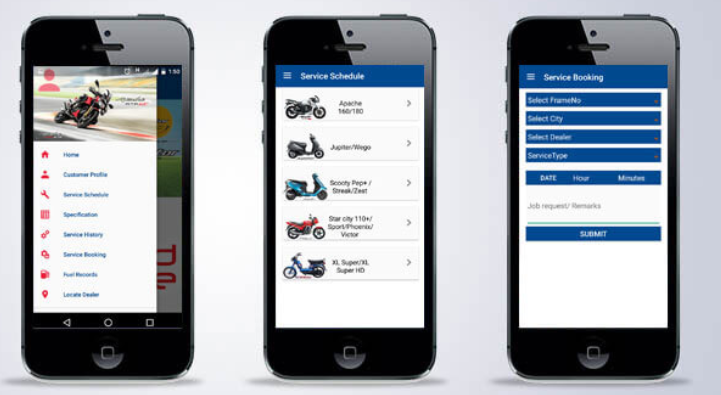 1:50
Home
Customer Profile
Service Schedule
Specification
Service History
Service Booking
Fuel Records
Locate Dealer
Service Schedule
Apache
160/180
Jupiter/Wego
Scooty Pep+ /
Streak/Zest
Star city 110+/
Sport/Phoenix/
Victor
XL Super/XL
Super HD
Service Booking
Select FrameNo
Select City
Select Dealer
ServiceType
DATE Hour Minutes
Job request/ Remarks
SUBMIT